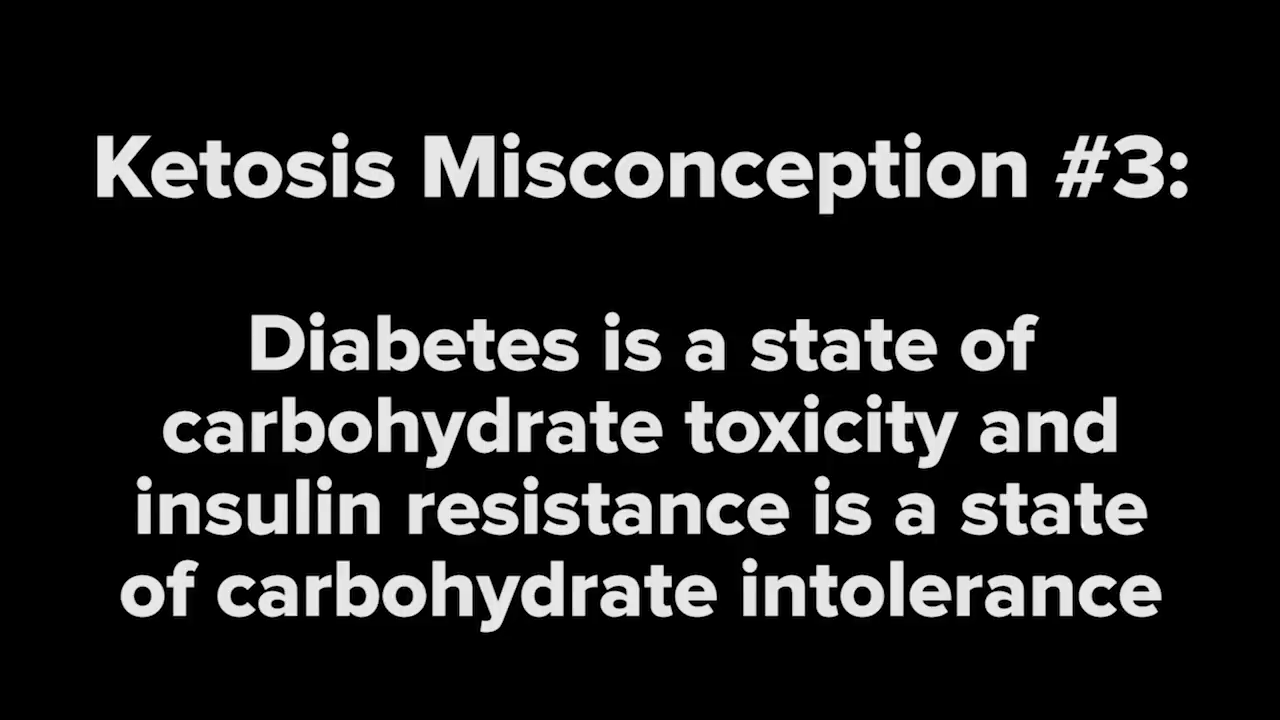 Ketosis Misconception #3:
Diabetes is a state of
carbohydrate toxicity and
insulin resistance is a state
of carbohydrate intolerance